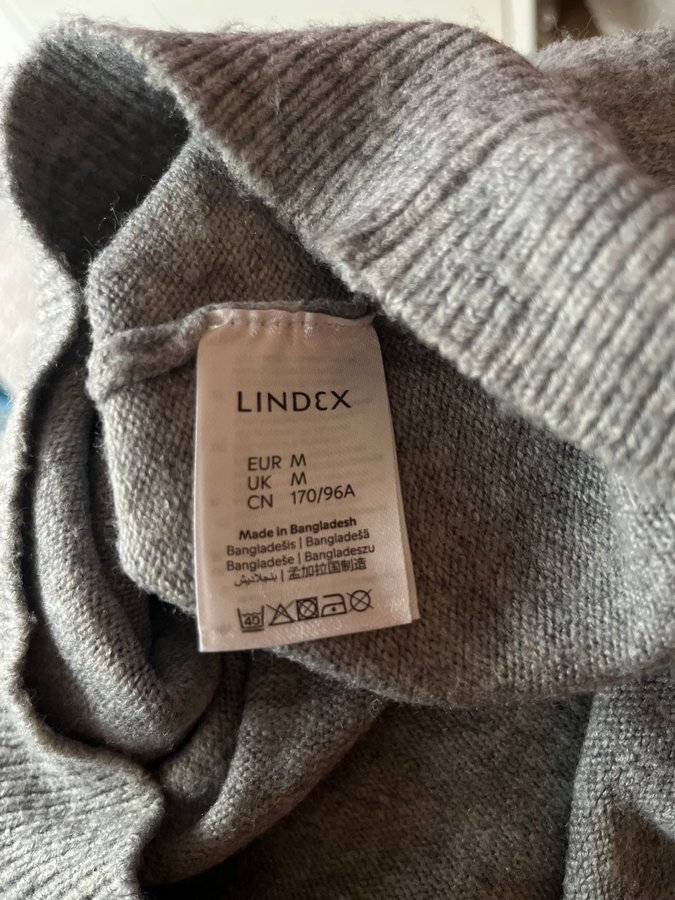 LINDEX
EUR M
UK M
CN 170/96A
Made in Bangladesh
Bangladešis | Bangladešā
Bangladeše | Bangladeszu
بنجلاديش | 孟加拉国制造
40